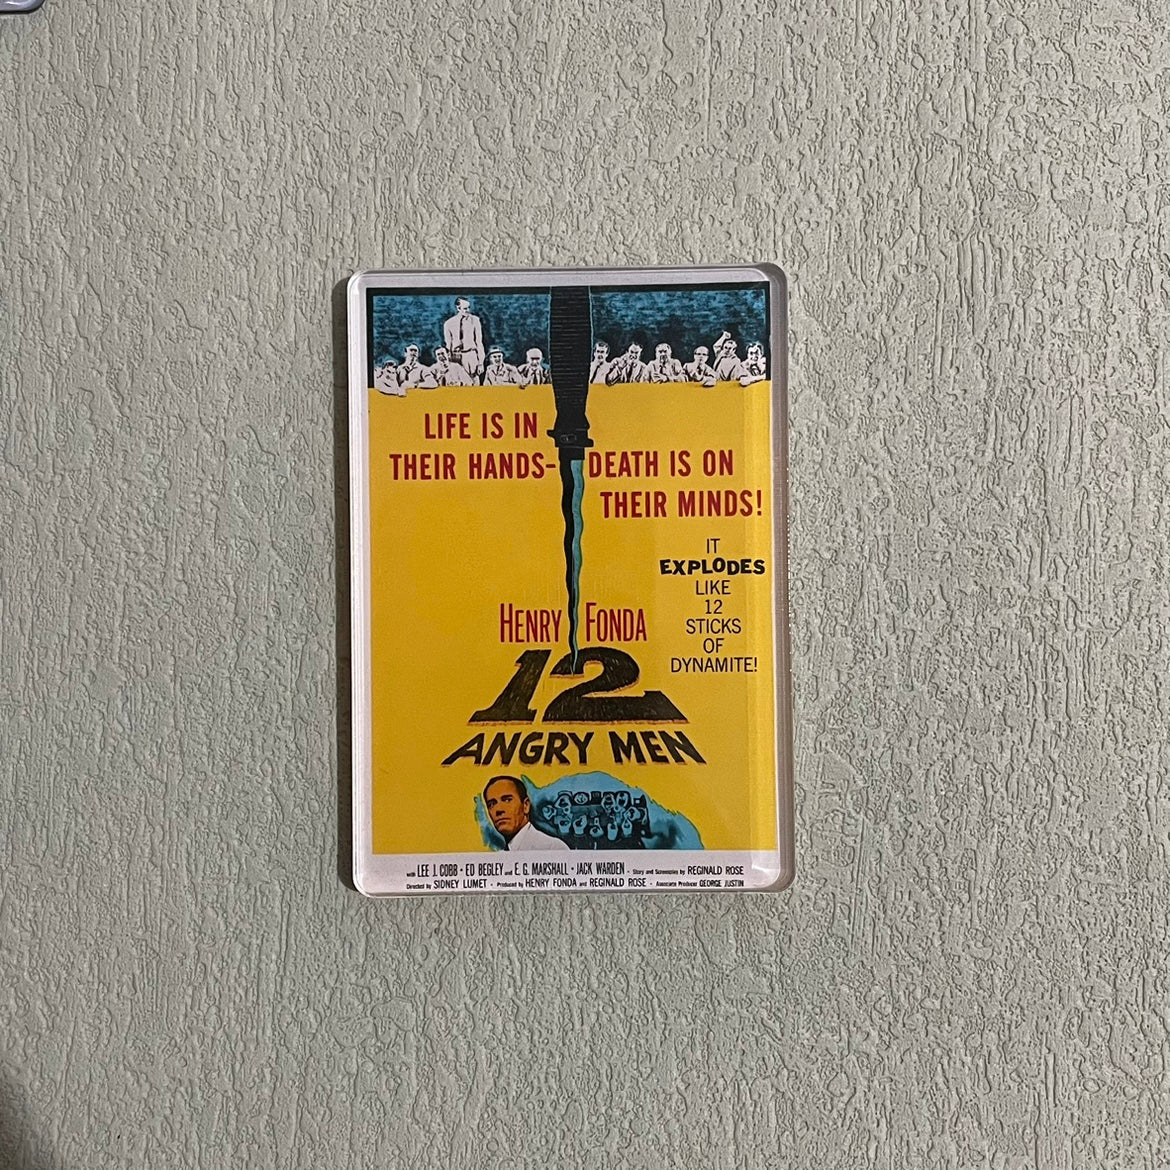 LIFE IS IN
THEIR HANDS-
DEATH IS ON
THEIR MINDS!
IT
EXPLODES
LIKE
12
STICKS
OF
DYNAMITE!
HENRY FONDA
12
ANGRY MEN
with LEE J. COBB • ED BEGLEY and E. G. MARSHALL • JACK WARDEN • Story and Screenplay by REGINALD ROSE
Directed by SIDNEY LUMET • Produced by HENRY FONDA and REGINALD ROSE • Associate Producer GEORGE JUSTIN